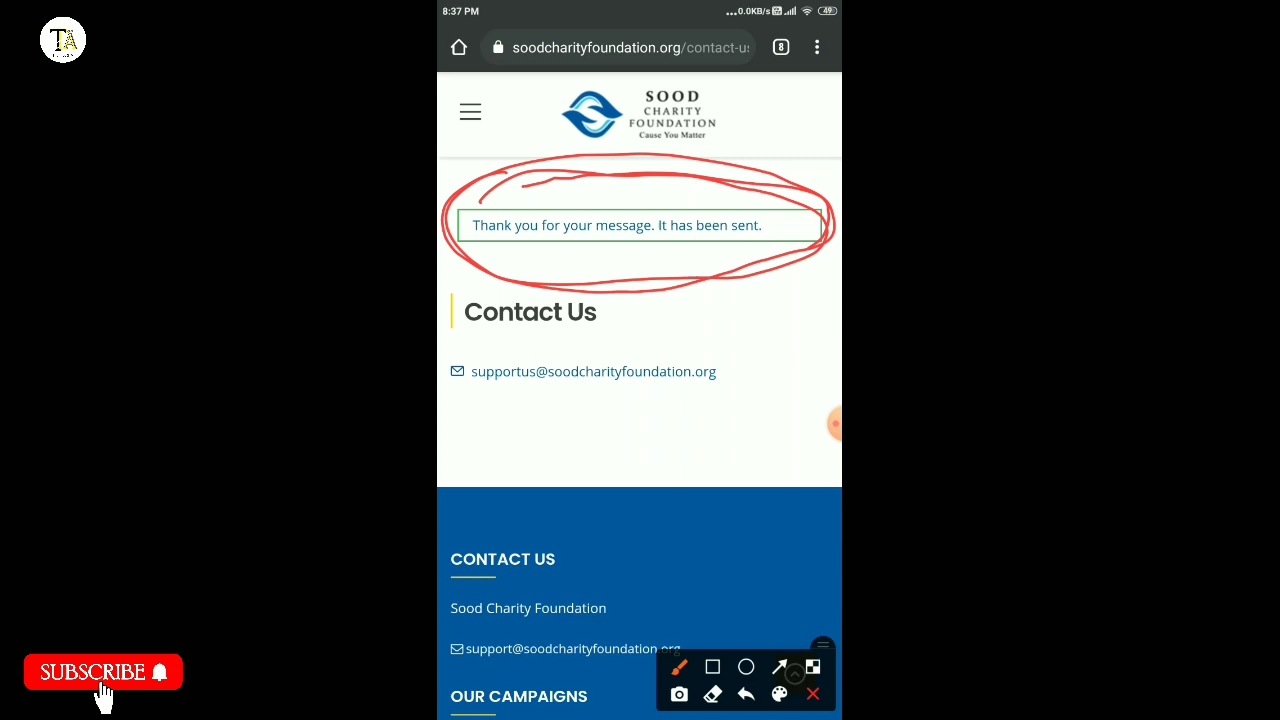 8:37 PM
...0.0KB/s
49
TA
soodcharityfoundation.org/contact-us
8
SOOD
CHARITY
FOUNDATION
Cause You Matter
Thank you for your message. It has been sent.
Contact Us
supportus@soodcharityfoundation.org
CONTACT US
Sood Charity Foundation
support@soodcharityfoundation.org
SUBSCRIBE
OUR CAMPAIGNS